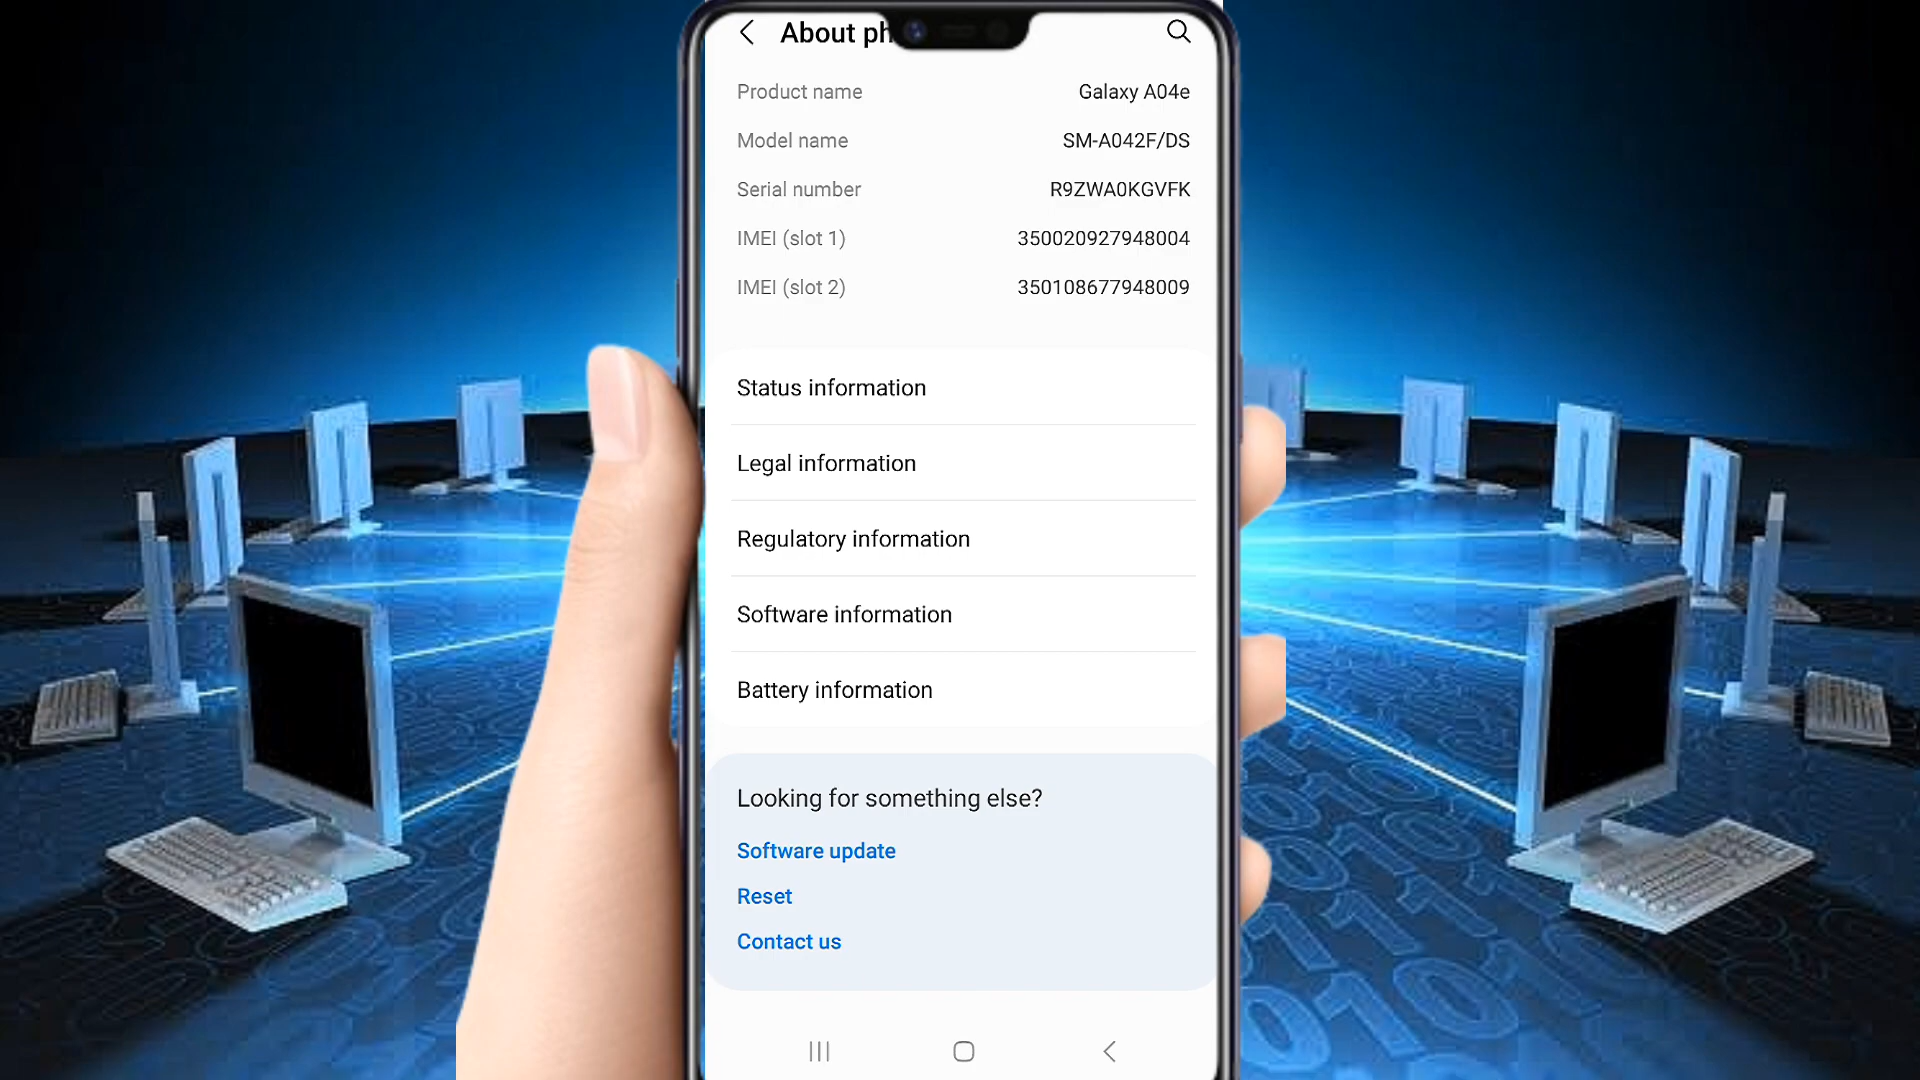 About ph
Product name Galaxy A04e
Model name SM-A042F/DS
Serial number R9ZWA0KGVFK
IMEI (slot 1) 350020927948004
IMEI (slot 2) 350108677948009
Status information
Legal information
Regulatory information
Software information
Battery information
Looking for something else?
Software update
Reset
Contact us